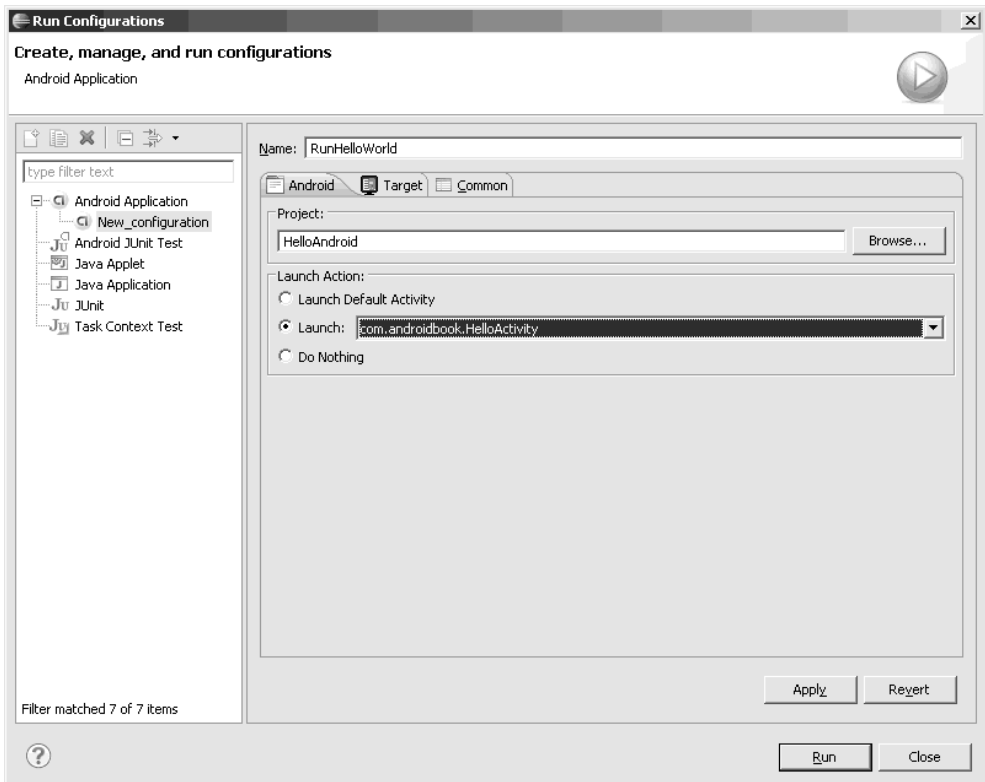 Run Configurations
Create, manage, and run configurations
Android Application
type filter text
Android Application
New_configuration
Android JUnit Test
Java Applet
Java Application
JUnit
Task Context Test
Filter matched 7 of 7 items
Name: RunHelloWorld
Android Target Common
Project:
HelloAndroid Browse...
Launch Action:
Launch Default Activity
Launch: com.androidbook.HelloActivity
Do Nothing
Apply Revert
Run Close